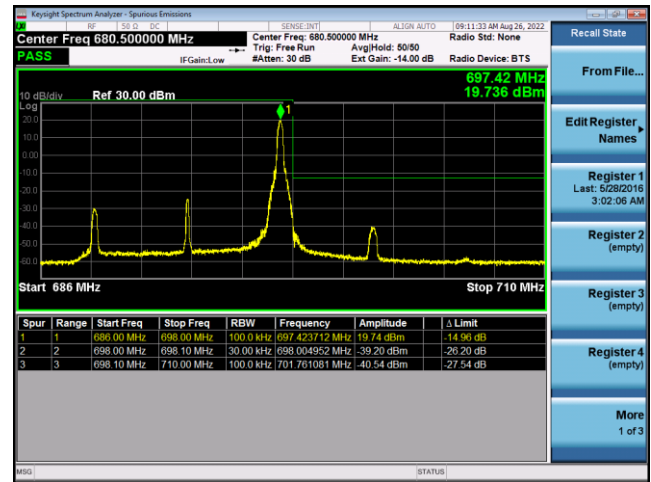 Keysight Spectrum Analyzer - Spurious Emissions
RF 50 Ω DC SENSE:INT ALIGN AUTO 09:11:33 AM Aug 26, 2022
Center Freq 680.500000 MHz
Center Freq: 680.500000 MHz Radio Std: None
Trig: Free Run Avg|Hold: 50/50
PASS IFGain:Low #Atten: 30 dB Ext Gain: -14.00 dB Radio Device: BTS
697.42 MHz
19.736 dBm
10 dB/div Ref 30.00 dBm
Log
1
20.0
10.0
0.00
-10.0
-20.0
-30.0
-40.0
-50.0
-60.0
Start 686 MHz Stop 710 MHz
Spur Range Start Freq Stop Freq RBW Frequency Amplitude Δ Limit
1 1 686.00 MHz 698.00 MHz 100.0 kHz 697.423712 MHz 19.74 dBm -14.96 dB
2 2 698.00 MHz 698.10 MHz 30.00 kHz 698.004952 MHz -39.20 dBm -26.20 dB
3 3 698.10 MHz 710.00 MHz 100.0 kHz 701.761081 MHz -40.54 dBm -27.54 dB
MSG STATUS
Recall State
From File...
Edit Register
Names
Register 1
Last: 5/28/2016
3:02:06 AM
Register 2
(empty)
Register 3
(empty)
Register 4
(empty)
More
1 of 3